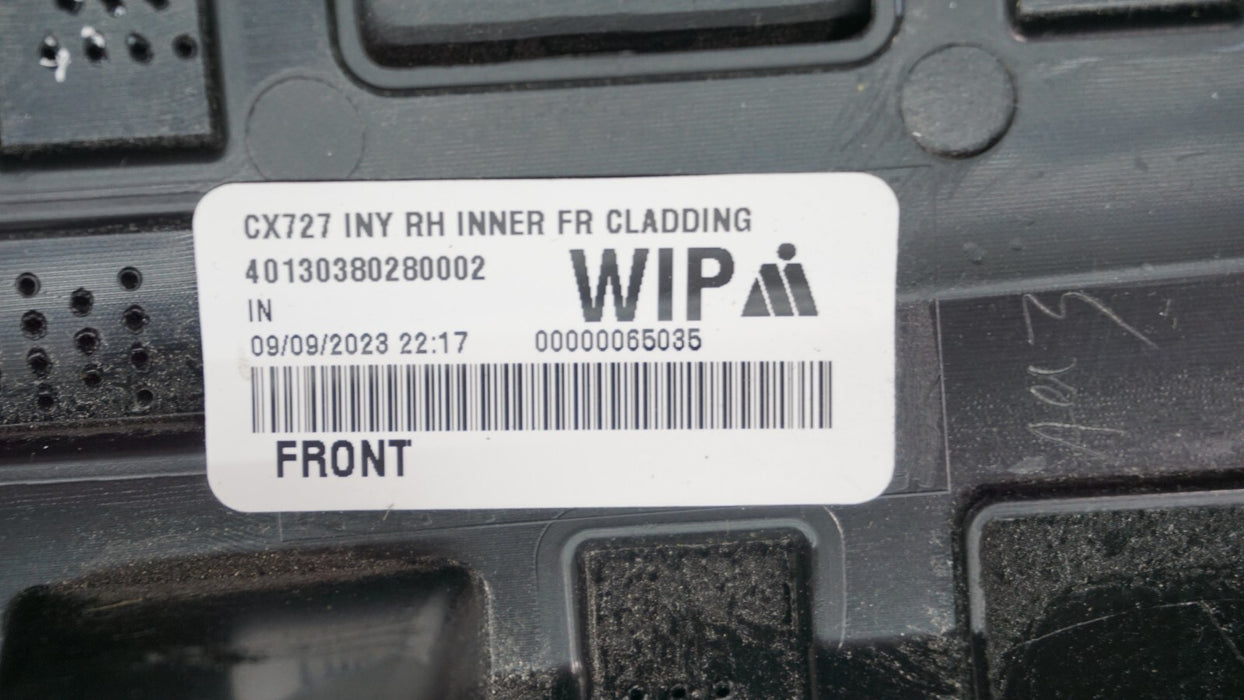 CX727 INY RH INNER FR CLADDING
40130380280002
WIP
IN
09/09/2023 22:17 00000065035
FRONT